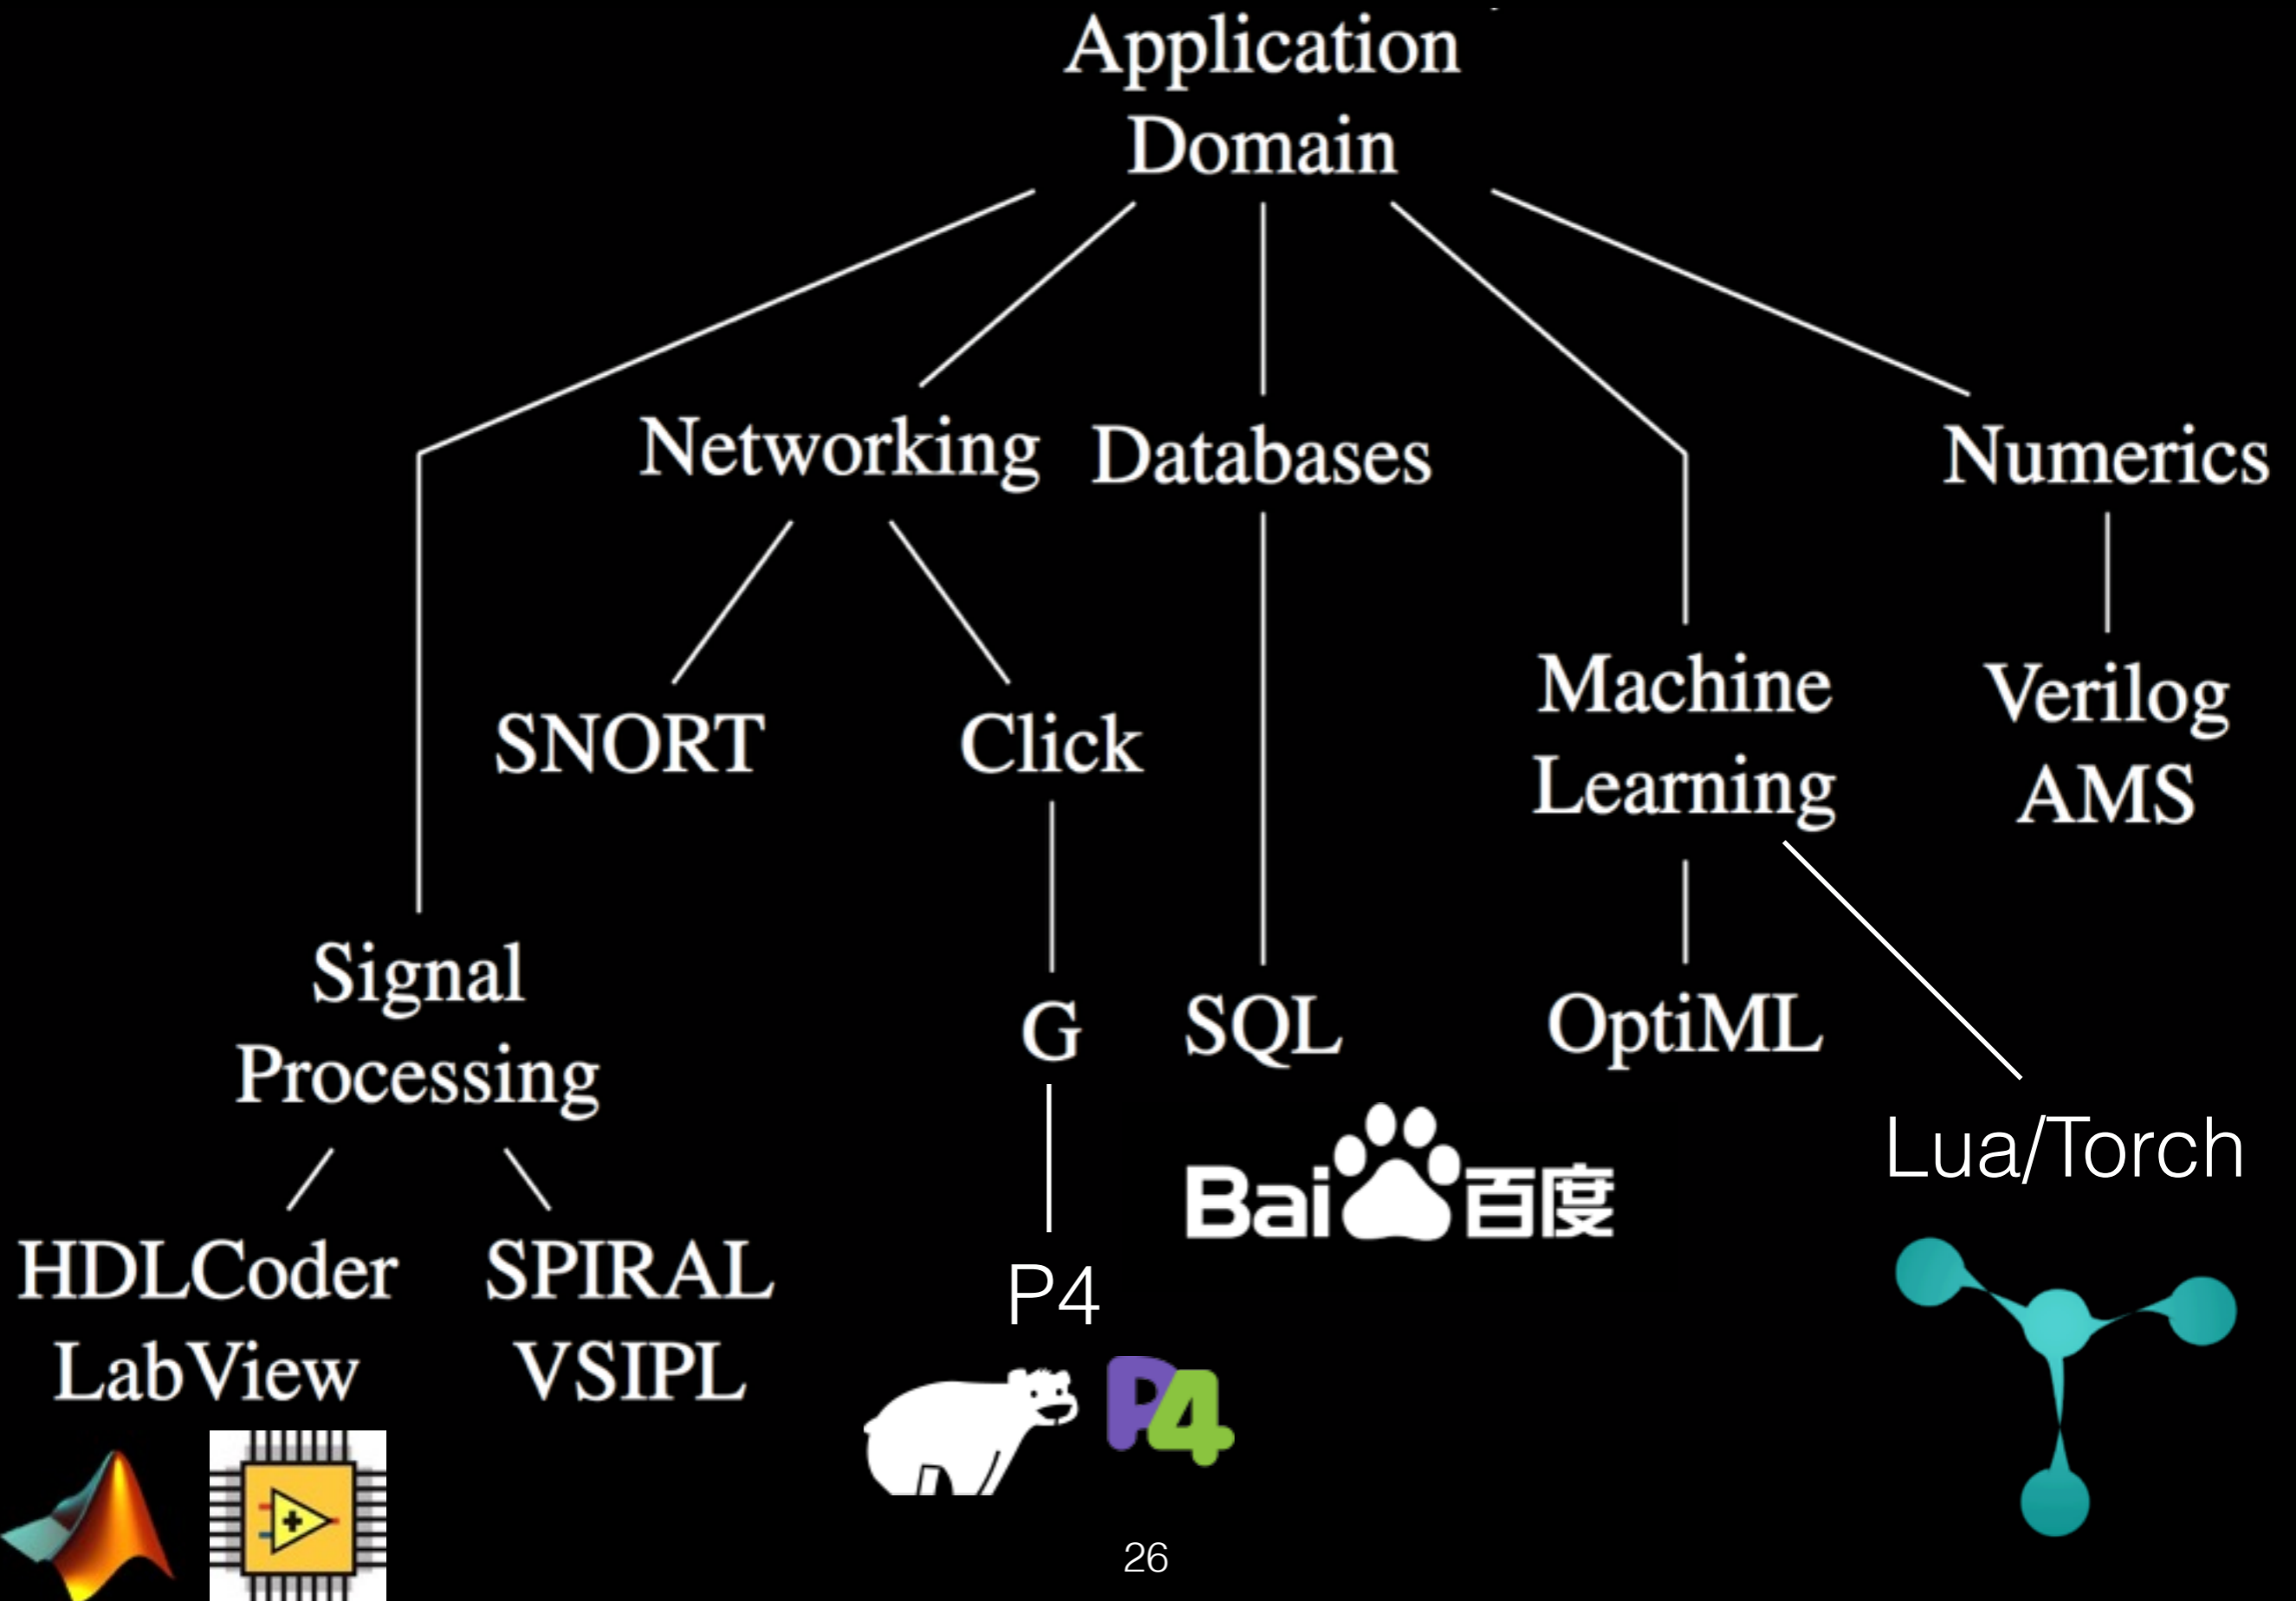 Application
Domain
Networking
Databases
Numerics
SNORT
Click
Machine
Learning
Verilog
AMS
Signal
Processing
G
SQL
OptiML
Lua/Torch
Bai百度
HDLCoder
LabView
SPIRAL
VSIPL
P4
P4
26